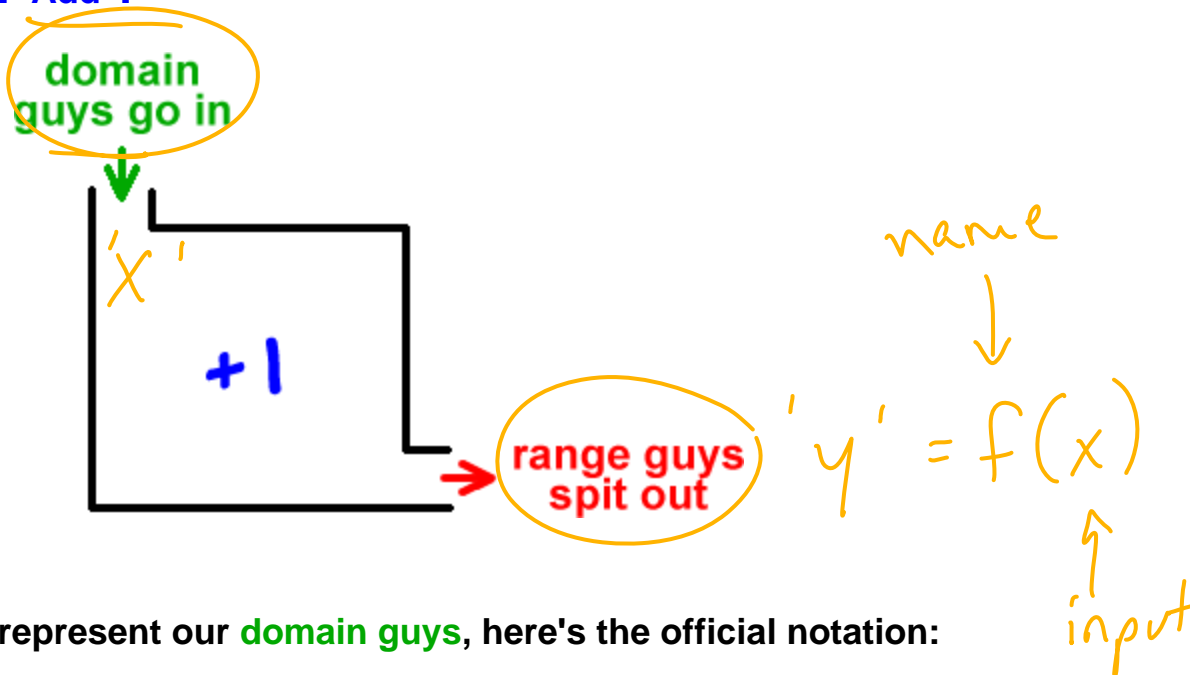 domain
guys go in
'x'
+1
name
range guys
spit out
'y' = f(x)
input
represent our domain guys, here's the official notation: